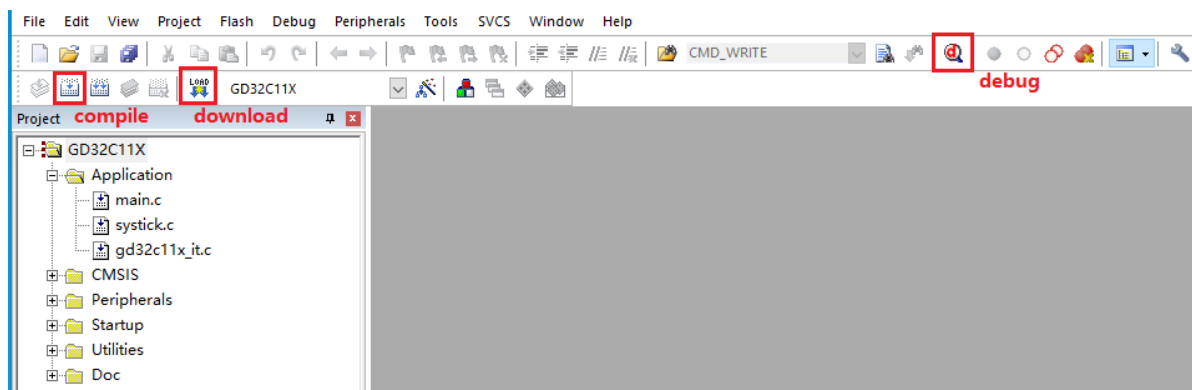 File Edit View Project Flash Debug Peripherals Tools SVCS Window Help
CMD_WRITE
debug
LOAD GD32C11X
Project compile download
GD32C11X
Application
main.c
systick.c
gd32c11x_it.c
CMSIS
Peripherals
Startup
Utilities
Doc